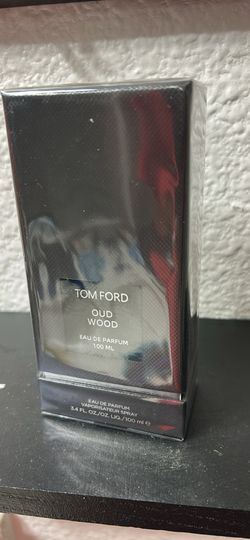 TOM FORD
OUD
WOOD
EAU DE PARFUM
100 ML
EAU DE PARFUM
VAPORISATEUR SPRAY
3.4 FL. OZ./OZ. LIQ./100 ml ℮